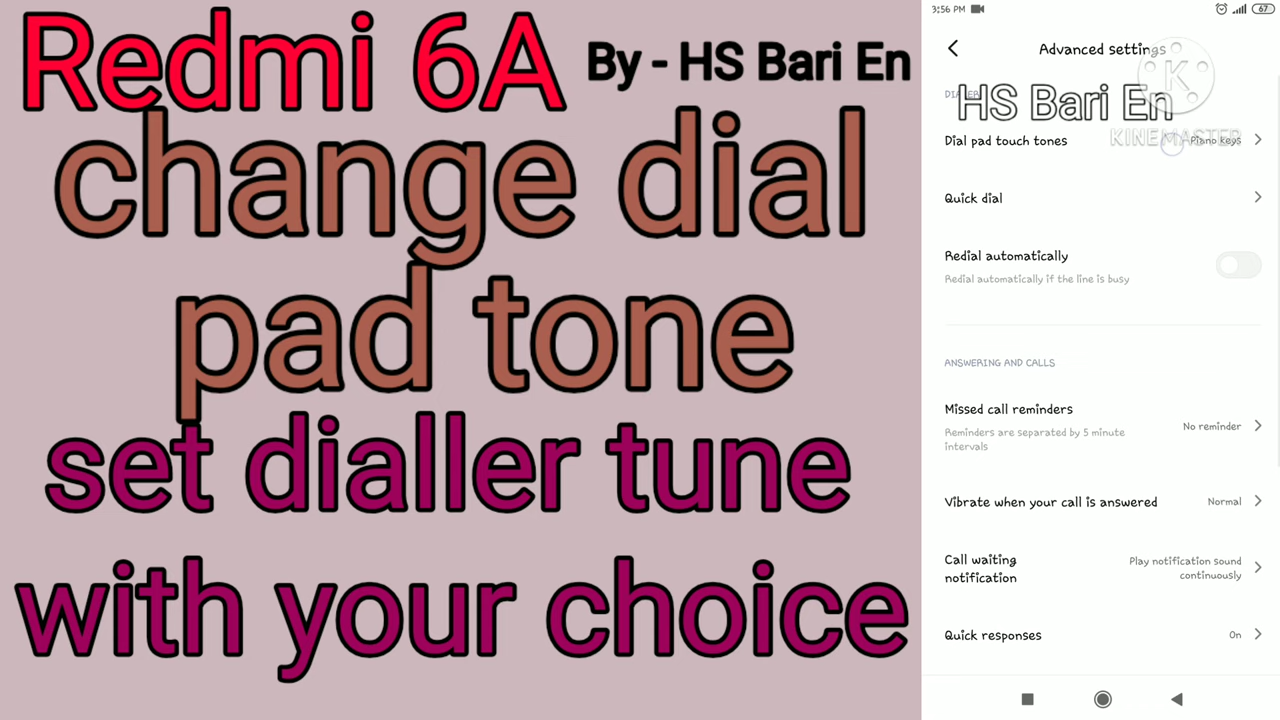 Redmi 6A By - HS Bari En
change dial
pad tone
set dialler tune
with your choice
3:56 PM
67
Advanced settings
K
DIALER
HS Bari En
KINEMASTER
Dial pad touch tones
Piano keys
Quick dial
Redial automatically
Redial automatically if the line is busy
ANSWERING AND CALLS
Missed call reminders
Reminders are separated by 5 minute
intervals
No reminder
Vibrate when your call is answered
Normal
Call waiting
notification
Play notification sound
continuously
Quick responses
On